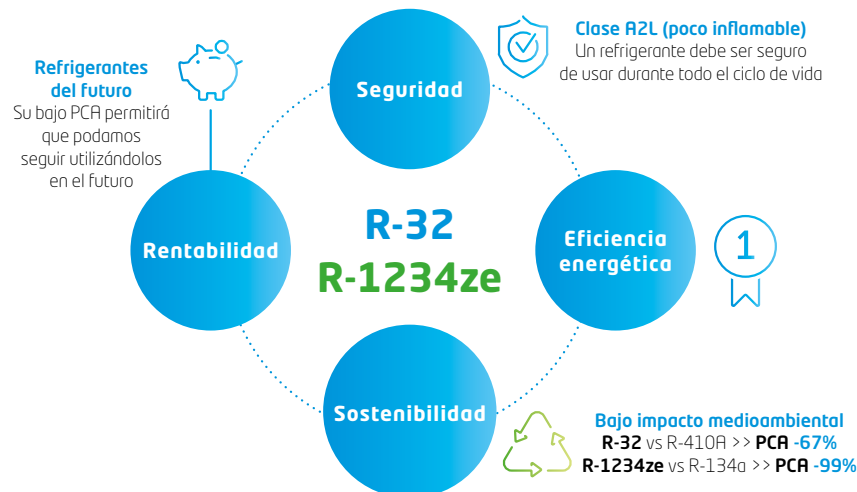 Clase A2L (poco inflamable)
Un refrigerante debe ser seguro
de usar durante todo el ciclo de vida
Seguridad
Refrigerantes
del futuro
Su bajo PCA permitirá
que podamos
seguir utilizándolos
en el futuro
Rentabilidad
R-32
R-1234ze
Eficiencia
energética
1
Sostenibilidad
Bajo impacto medioambiental
R-32 vs R-410A >> PCA -67%
R-1234ze vs R-134a >> PCA -99%